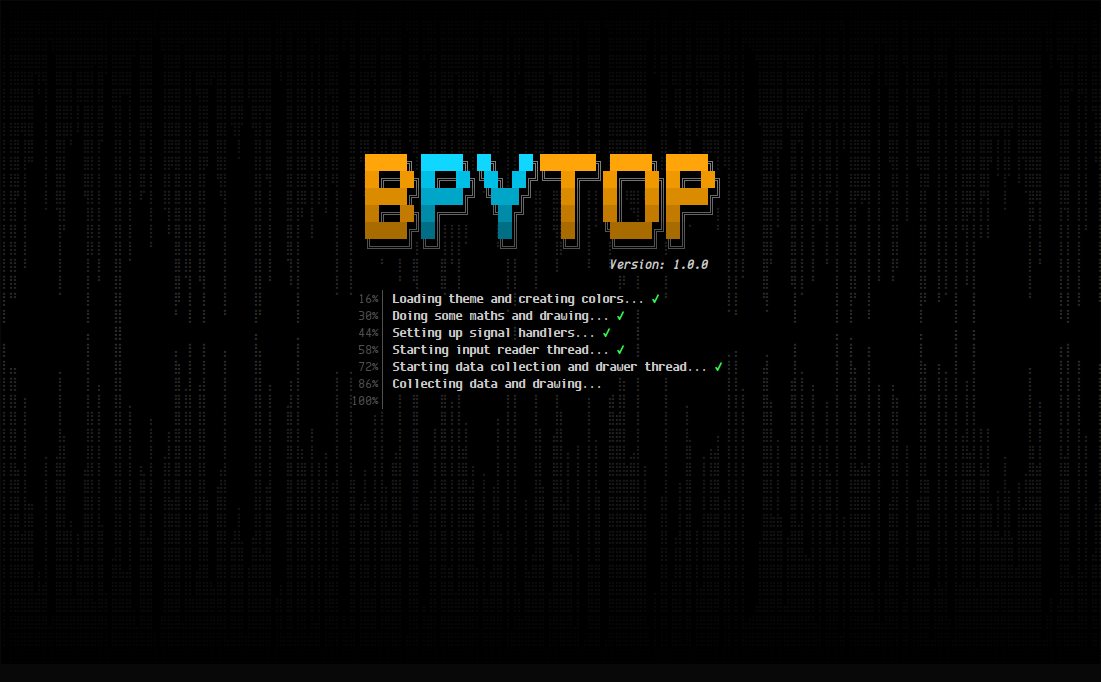 BPYTOP
Version: 1.0.0
16% Loading theme and creating colors... ✓
30% Doing some maths and drawing... ✓
44% Setting up signal handlers... ✓
58% Starting input reader thread... ✓
72% Starting data collection and drawer thread... ✓
86% Collecting data and drawing...
100%